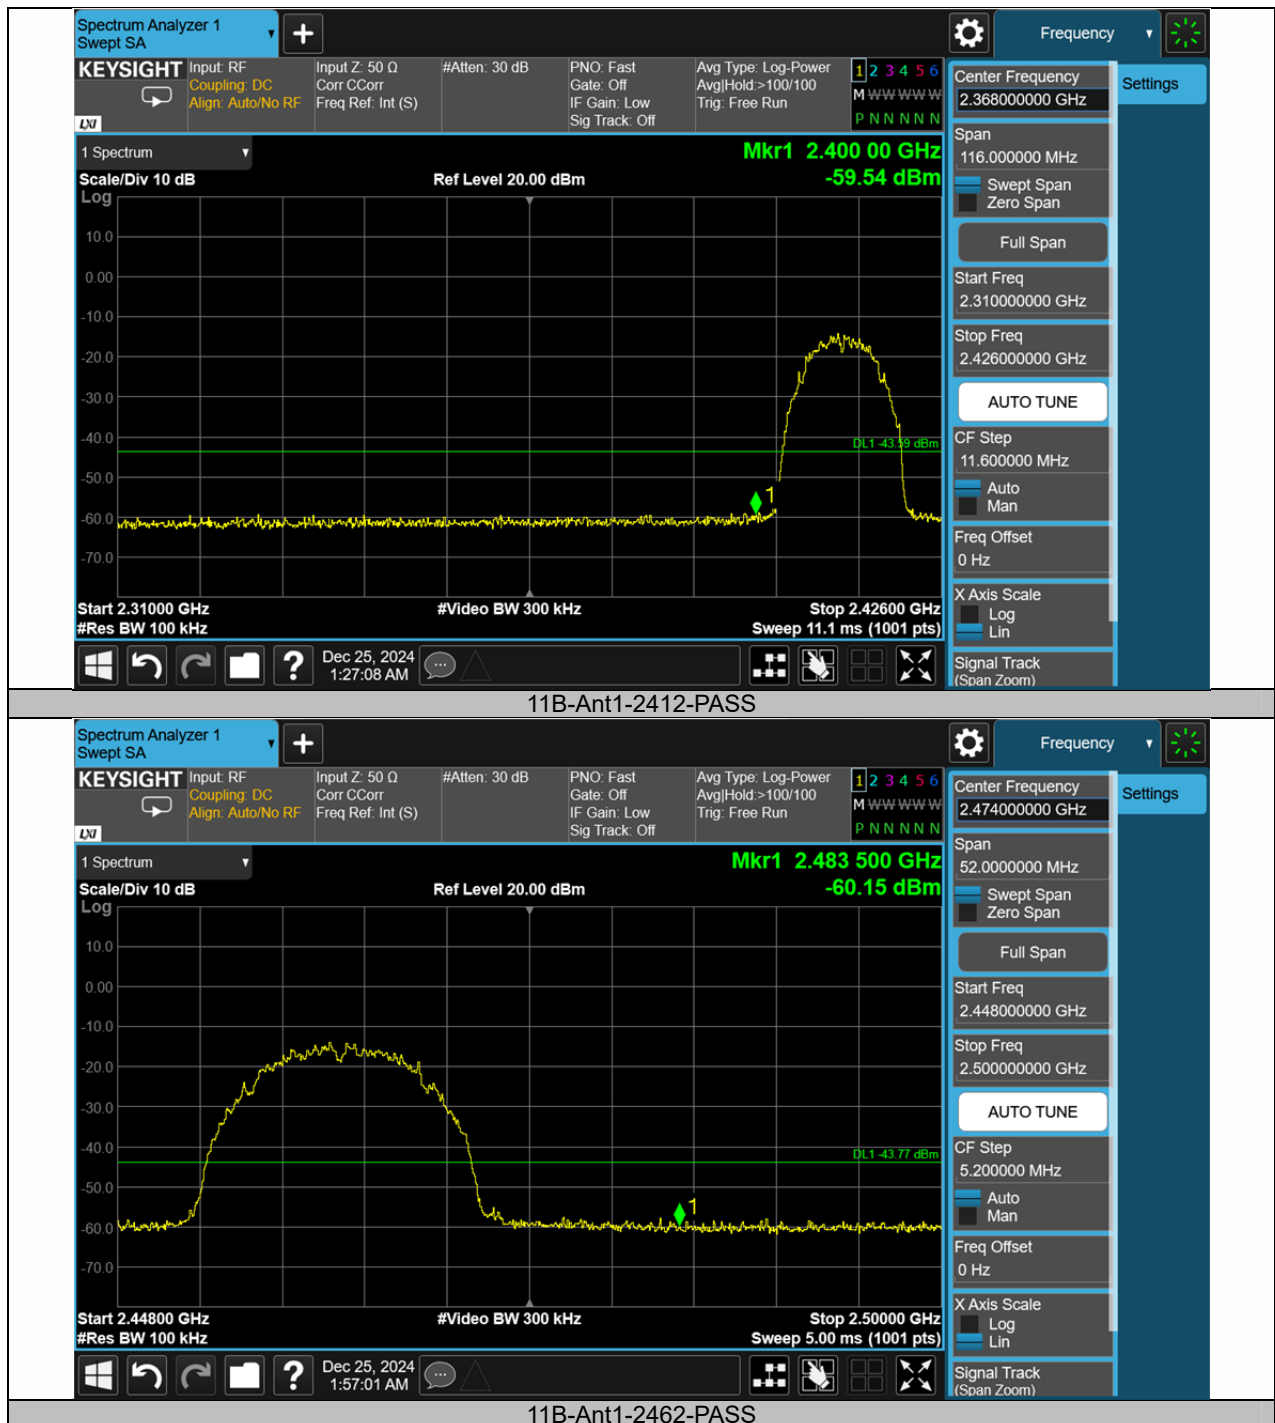 Spectrum Analyzer 1
Swept SA
Frequency
KEYSIGHT
LXI
Input: RF
Coupling: DC
Align: Auto/No RF
Input Z: 50 Ω
Corr CCorr
Freq Ref: Int (S)
#Atten: 30 dB
PNO: Fast
Gate: Off
IF Gain: Low
Sig Track: Off
Avg Type: Log-Power
Avg|Hold:>100/100
Trig: Free Run
1 2 3 4 5 6
M W W W W W
P N N N N N
1 Spectrum
Mkr1 2.400 00 GHz
Scale/Div 10 dB
Ref Level 20.00 dBm
-59.54 dBm
Log
10.0
0.00
-10.0
-20.0
-30.0
-40.0
-50.0
-60.0
-70.0
DL1 -43.59 dBm
1
Start 2.31000 GHz
#Video BW 300 kHz
Stop 2.42600 GHz
#Res BW 100 kHz
Sweep 11.1 ms (1001 pts)
Dec 25, 2024
1:27:08 AM
Settings
Center Frequency
2.368000000 GHz
Span
116.000000 MHz
Swept Span
Zero Span
Full Span
Start Freq
2.310000000 GHz
Stop Freq
2.426000000 GHz
AUTO TUNE
CF Step
11.600000 MHz
Auto
Man
Freq Offset
0 Hz
X Axis Scale
Log
Lin
Signal Track
(Span Zoom)
11B-Ant1-2412-PASS
Spectrum Analyzer 1
Swept SA
Frequency
KEYSIGHT
LXI
Input: RF
Coupling: DC
Align: Auto/No RF
Input Z: 50 Ω
Corr CCorr
Freq Ref: Int (S)
#Atten: 30 dB
PNO: Fast
Gate: Off
IF Gain: Low
Sig Track: Off
Avg Type: Log-Power
Avg|Hold:>100/100
Trig: Free Run
1 2 3 4 5 6
M W W W W W
P N N N N N
1 Spectrum
Mkr1 2.483 500 GHz
Scale/Div 10 dB
Ref Level 20.00 dBm
-60.15 dBm
Log
10.0
0.00
-10.0
-20.0
-30.0
-40.0
-50.0
-60.0
-70.0
DL1 -43.77 dBm
1
Start 2.44800 GHz
#Video BW 300 kHz
Stop 2.50000 GHz
#Res BW 100 kHz
Sweep 5.00 ms (1001 pts)
Dec 25, 2024
1:57:01 AM
Settings
Center Frequency
2.474000000 GHz
Span
52.0000000 MHz
Swept Span
Zero Span
Full Span
Start Freq
2.448000000 GHz
Stop Freq
2.500000000 GHz
AUTO TUNE
CF Step
5.200000 MHz
Auto
Man
Freq Offset
0 Hz
X Axis Scale
Log
Lin
Signal Track
(Span Zoom)
11B-Ant1-2462-PASS